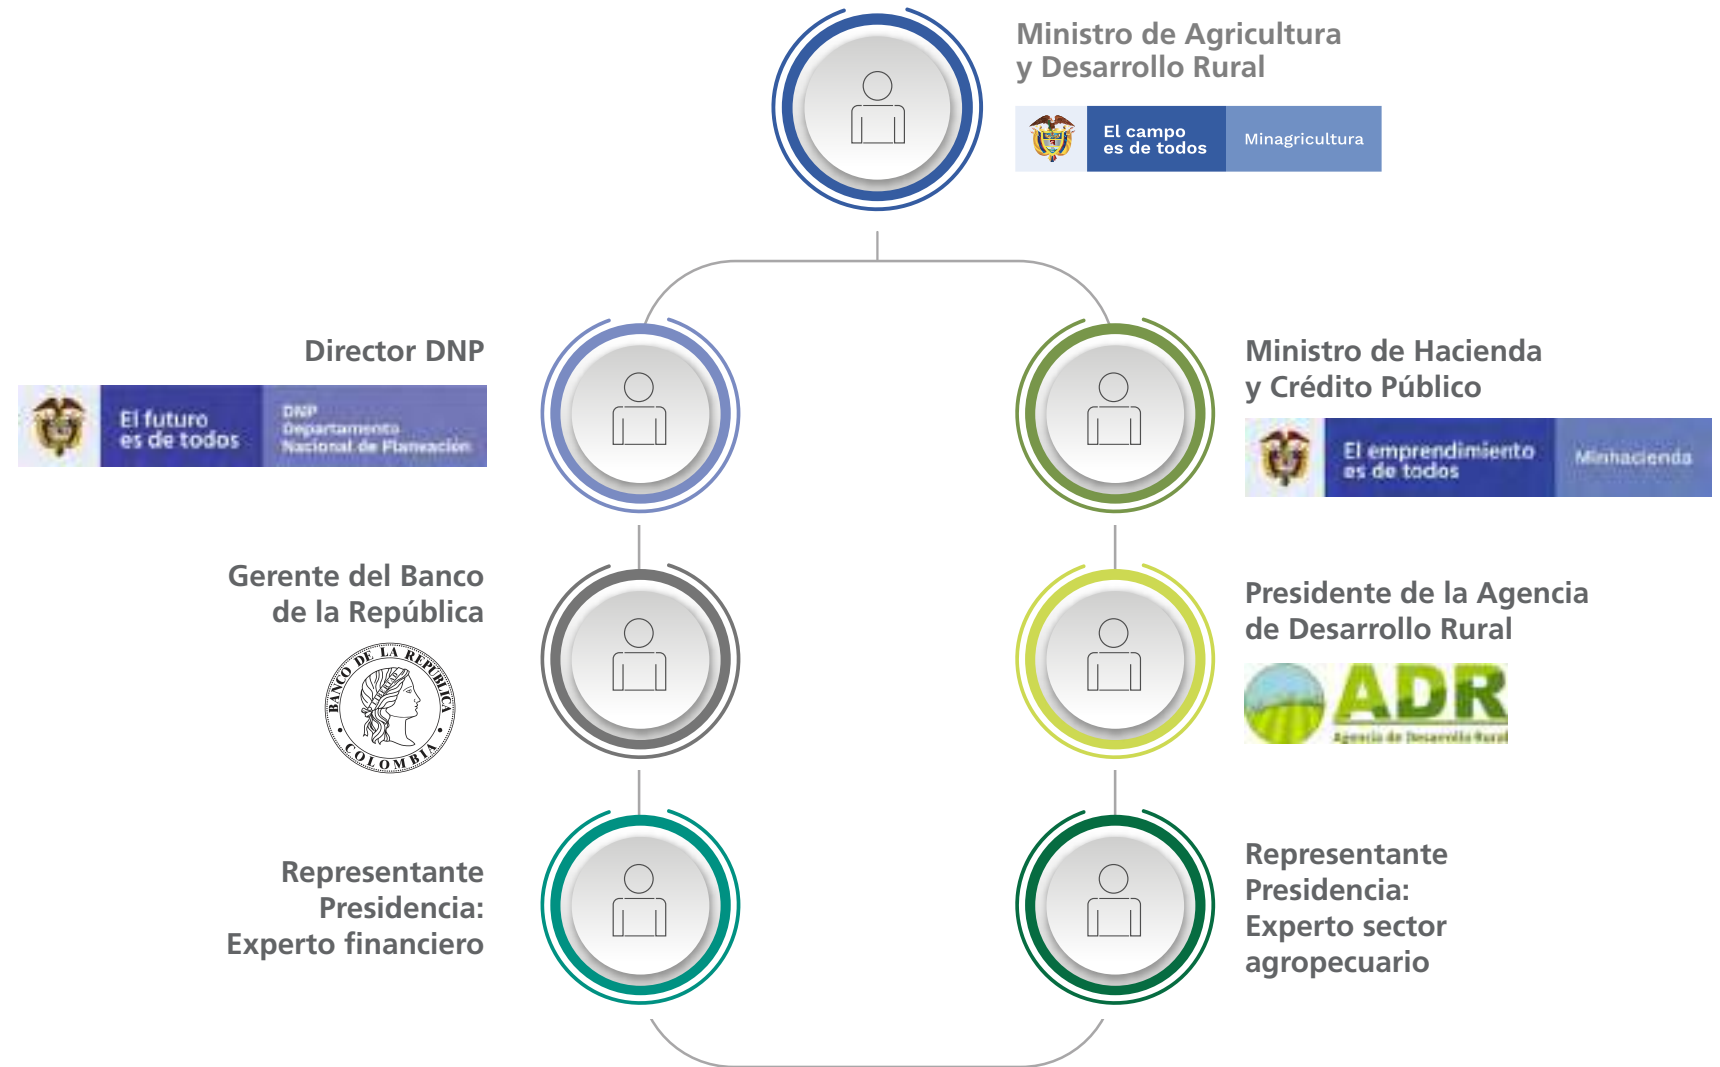 Ministro de Agricultura
y Desarrollo Rural
El campo
es de todos
Minagricultura
Director DNP
El futuro
es de todos
DNP
Departamento
Nacional de Planeación
Ministro de Hacienda
y Crédito Público
El emprendimiento
es de todos
Minhacienda
Gerente del Banco
de la República
BANCO DE LA REPÚBLICA
COLOMBIA
Presidente de la Agencia
de Desarrollo Rural
ADR
Agencia de Desarrollo Rural
Representante
Presidencia:
Experto financiero
Representante
Presidencia:
Experto sector
agropecuario